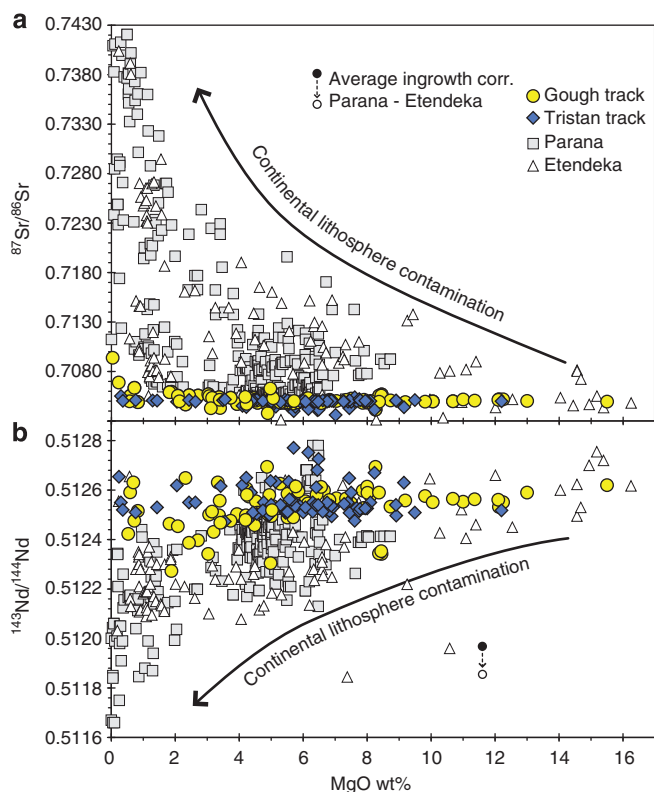 a
0.7430
0.7380
0.7330
0.7280
0.7230
0.7180
0.7130
0.7080
87Sr/86Sr
Average ingrowth corr.
Parana - Etendeka
Gough track
Tristan track
Parana
Etendeka
Continental lithosphere contamination
b
0.5128
0.5126
0.5124
0.5122
0.5120
0.5118
0.5116
143Nd/144Nd
Continental lithosphere contamination
0 2 4 6 8 10 12 14 16
MgO wt%